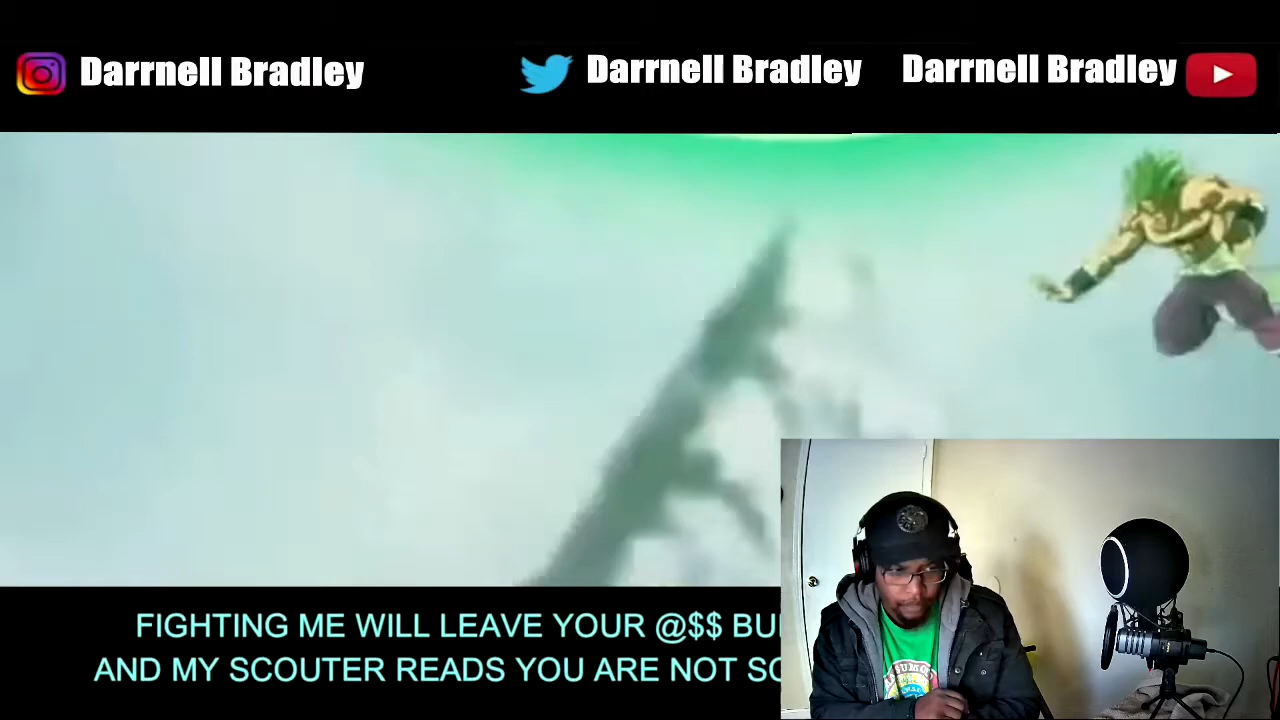 Darrnell Bradley
Darrnell Bradley
Darrnell Bradley
FIGHTING ME WILL LEAVE YOUR @$$
AND MY SCOUTER READS YOU ARE NOT